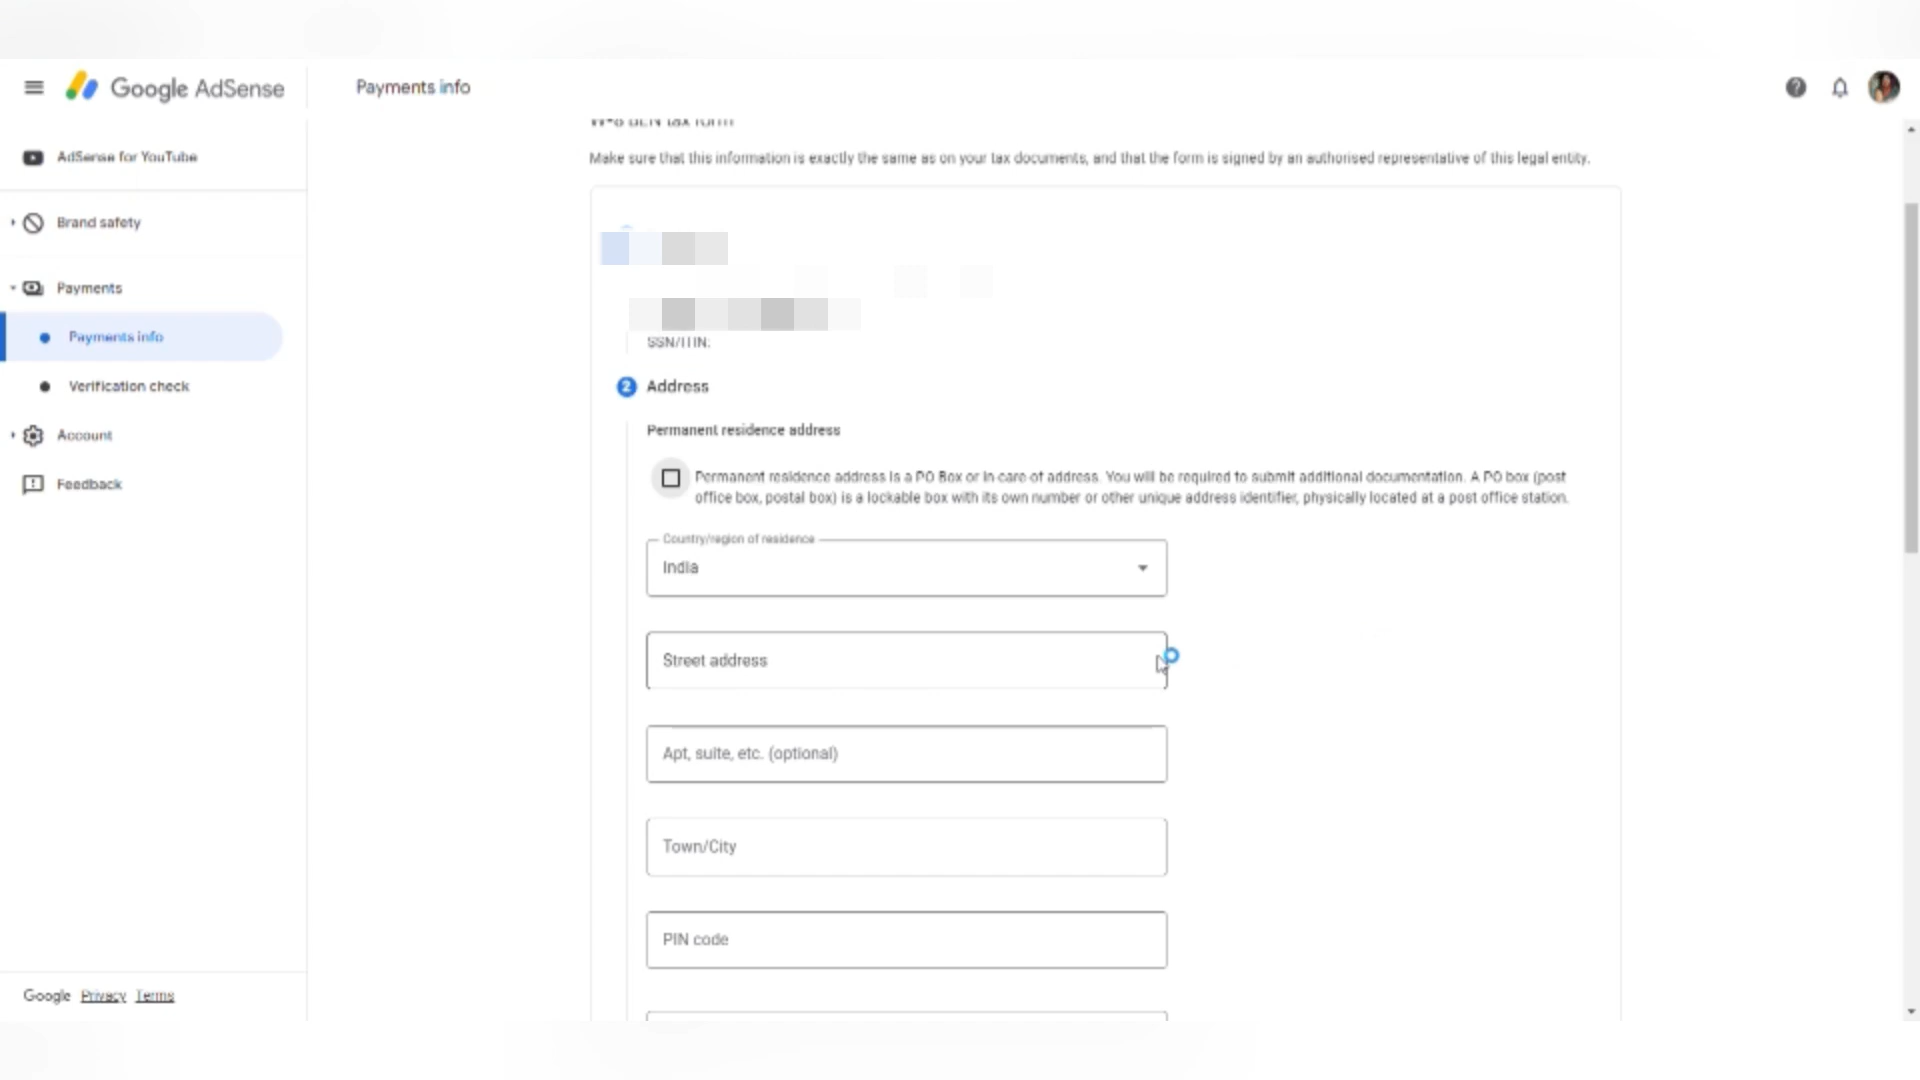 Google AdSense
Payments info
AdSense for YouTube
W-8 BEN tax form
Make sure that this information is exactly the same as on your tax documents, and that the form is signed by an authorised representative of this legal entity.
Brand safety
Payments
Payments info
Verification check
Account
Feedback
SSN/ITIN:
2 Address
Permanent residence address
Permanent residence address is a PO Box or in care of address. You will be required to submit additional documentation. A PO box (post
office box, postal box) is a lockable box with its own number or other unique address identifier, physically located at a post office station.
Country/region of residence
India
Street address
Apt, suite, etc. (optional)
Town/City
PIN code
Google Privacy Terms